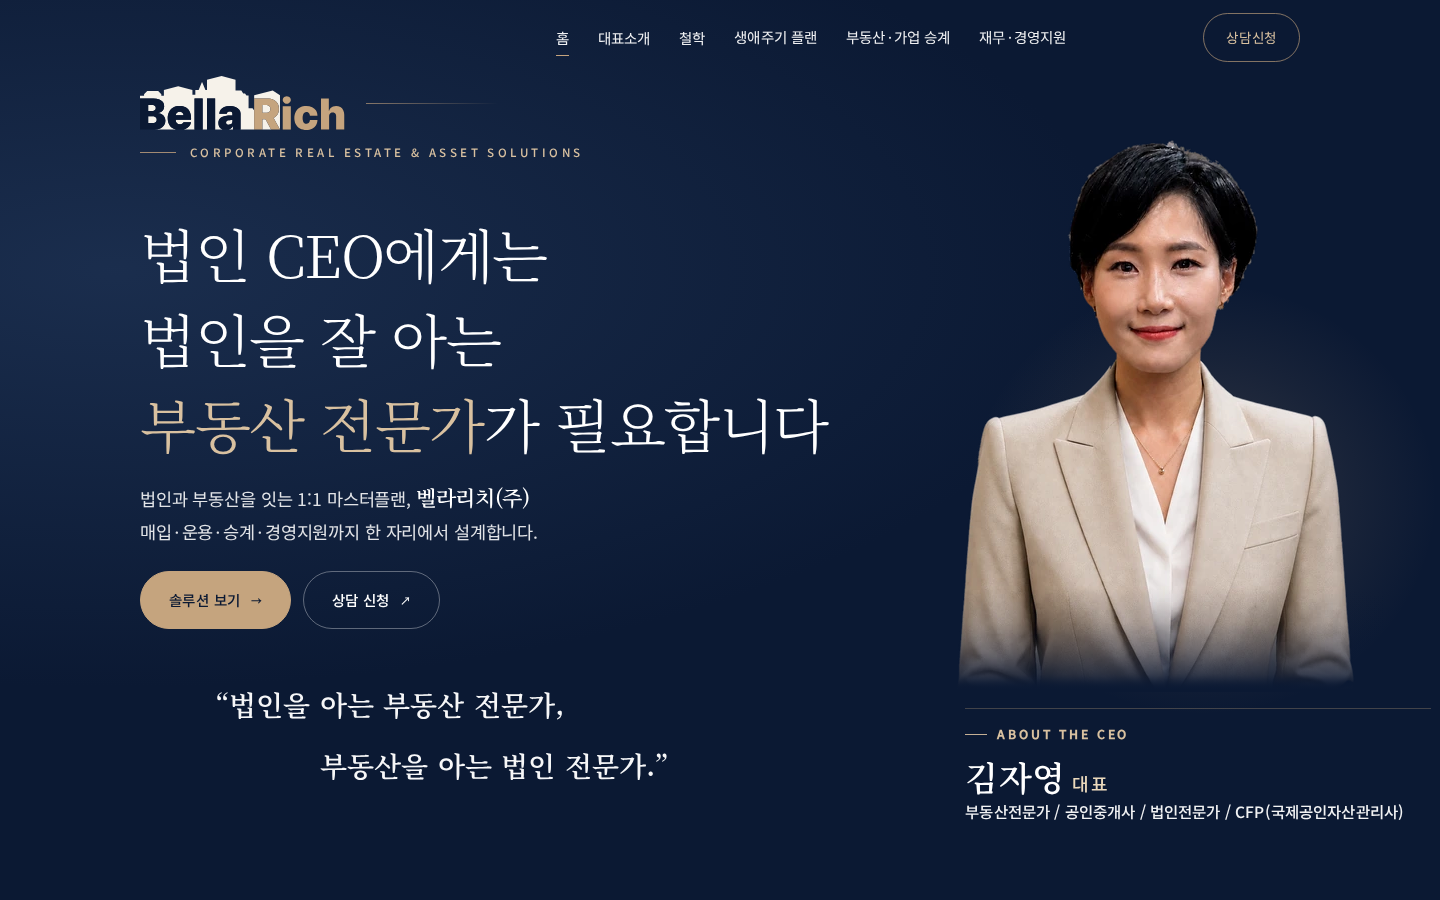 홈
대표소개
철학
생애주기 플랜
부동산·가업 승계
재무·경영지원
상담신청
Bella Rich
CORPORATE REAL ESTATE & ASSET SOLUTIONS
법인 CEO에게는
법인을 잘 아는
부동산 전문가가 필요합니다
법인과 부동산을 잇는 1:1 마스터플랜, 벨라리치(주)
매입·운용·승계·경영지원까지 한 자리에서 설계합니다.
솔루션 보기 →
상담 신청 ↗
“법인을 아는 부동산 전문가,
부동산을 아는 법인 전문가.”
ABOUT THE CEO
김자영 대표
부동산전문가 / 공인중개사 / 법인전문가 / CFP(국제공인자산관리사)